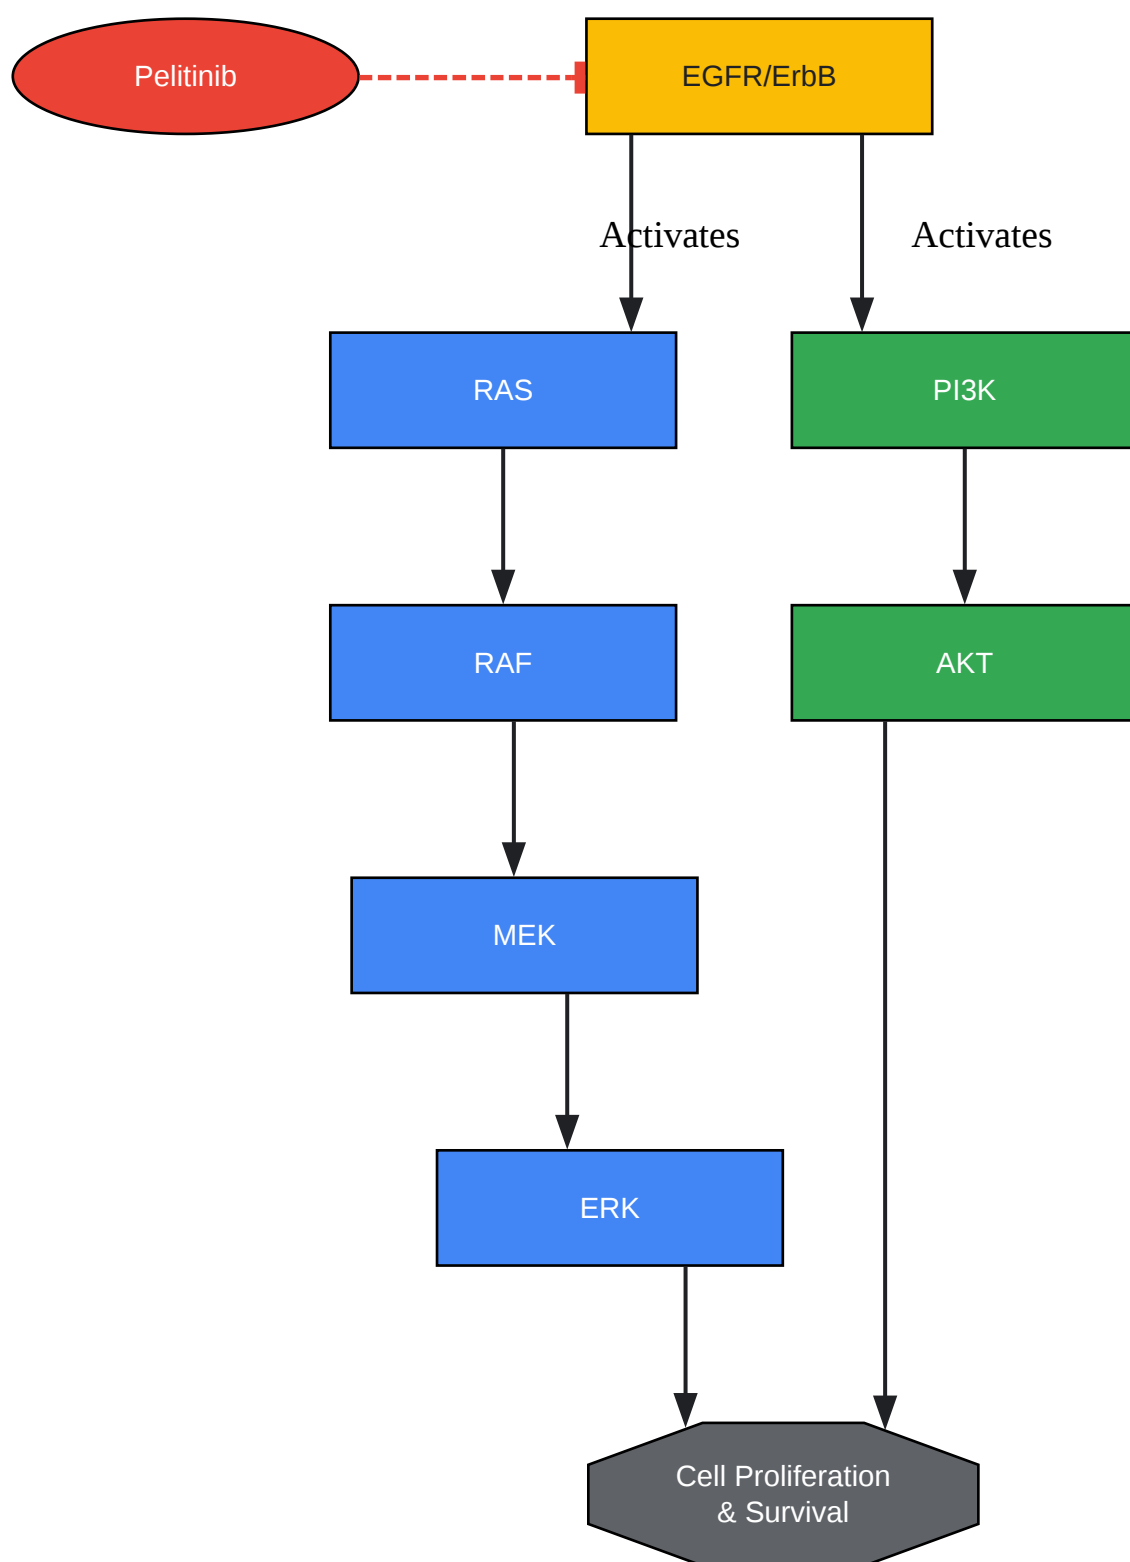 Pelitinib
EGFR/ErbB
Activates
Activates
RAS
PI3K
RAF
AKT
MEK
ERK
Cell Proliferation
& Survival